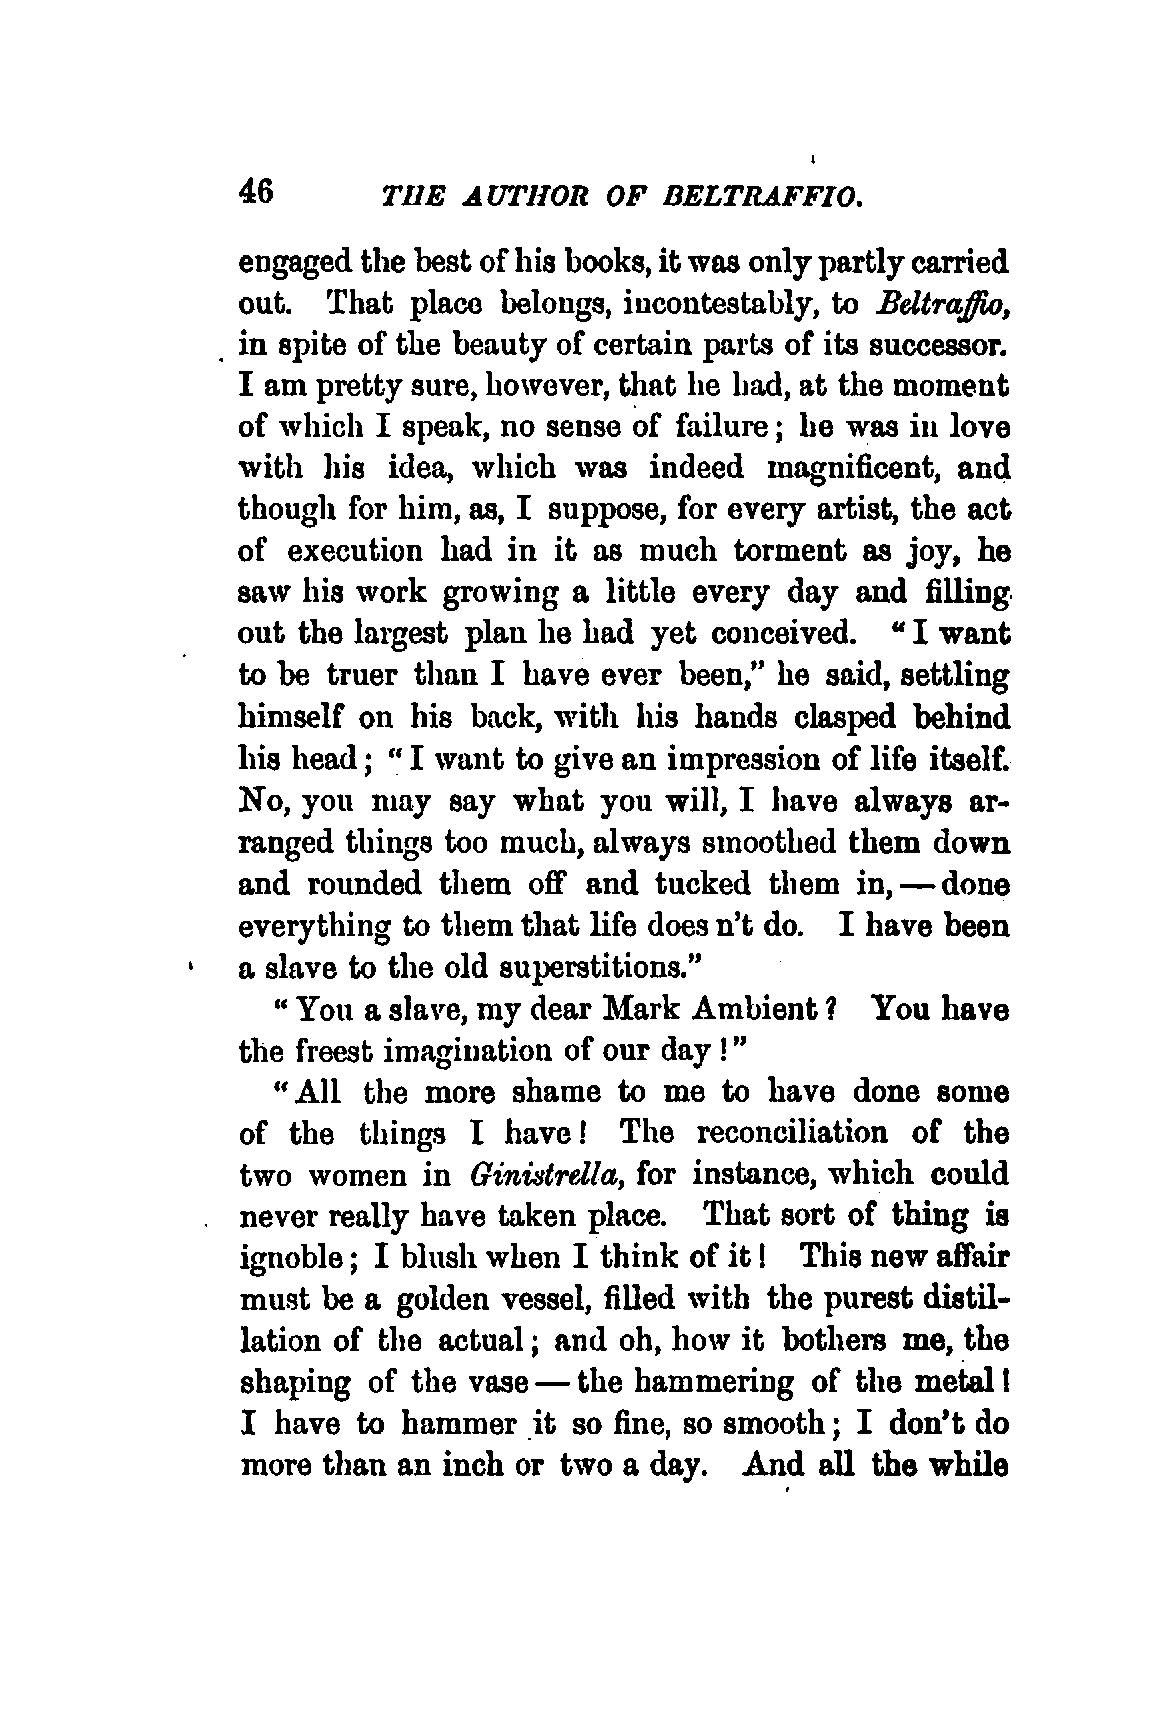 46 THE AUTHOR OF BELTRAFFIO.
engaged the best of his books, it was only partly carried
out. That place belongs, incontestably, to Beltraffio,
in spite of the beauty of certain parts of its successor.
I am pretty sure, however, that he had, at the moment
of which I speak, no sense of failure; he was in love
with his idea, which was indeed magnificent, and
though for him, as, I suppose, for every artist, the act
of execution had in it as much torment as joy, he
saw his work growing a little every day and filling
out the largest plan he had yet conceived. "I want
to be truer than I have ever been," he said, settling
himself on his back, with his hands clasped behind
his head; "I want to give an impression of life itself.
No, you may say what you will, I have always ar-
ranged things too much, always smoothed them down
and rounded them off and tucked them in, — done
everything to them that life does n't do. I have been
a slave to the old superstitions."
"You a slave, my dear Mark Ambient? You have
the freest imagination of our day!"
"All the more shame to me to have done some
of the things I have! The reconciliation of the
two women in Ginistrella, for instance, which could
never really have taken place. That sort of thing is
ignoble; I blush when I think of it! This new affair
must be a golden vessel, filled with the purest distil-
lation of the actual; and oh, how it bothers me, the
shaping of the vase — the hammering of the metal!
I have to hammer it so fine, so smooth; I don't do
more than an inch or two a day. And all the while